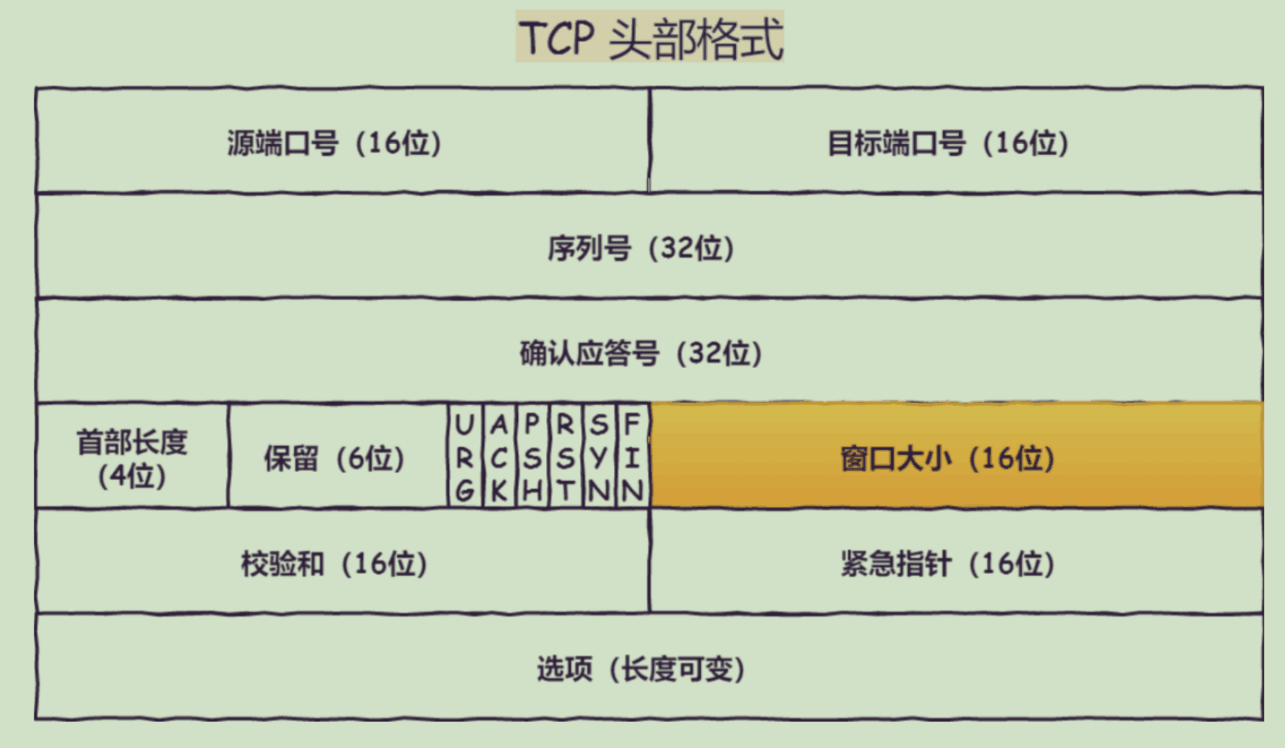 TCP 头部格式
源端口号（16位）
目标端口号（16位）
序列号（32位）
确认应答号（32位）
首部长度
（4位）
保留（6位）
URG
ACK
PSH
RST
SYN
FIN
窗口大小（16位）
校验和（16位）
紧急指针（16位）
选项（长度可变）